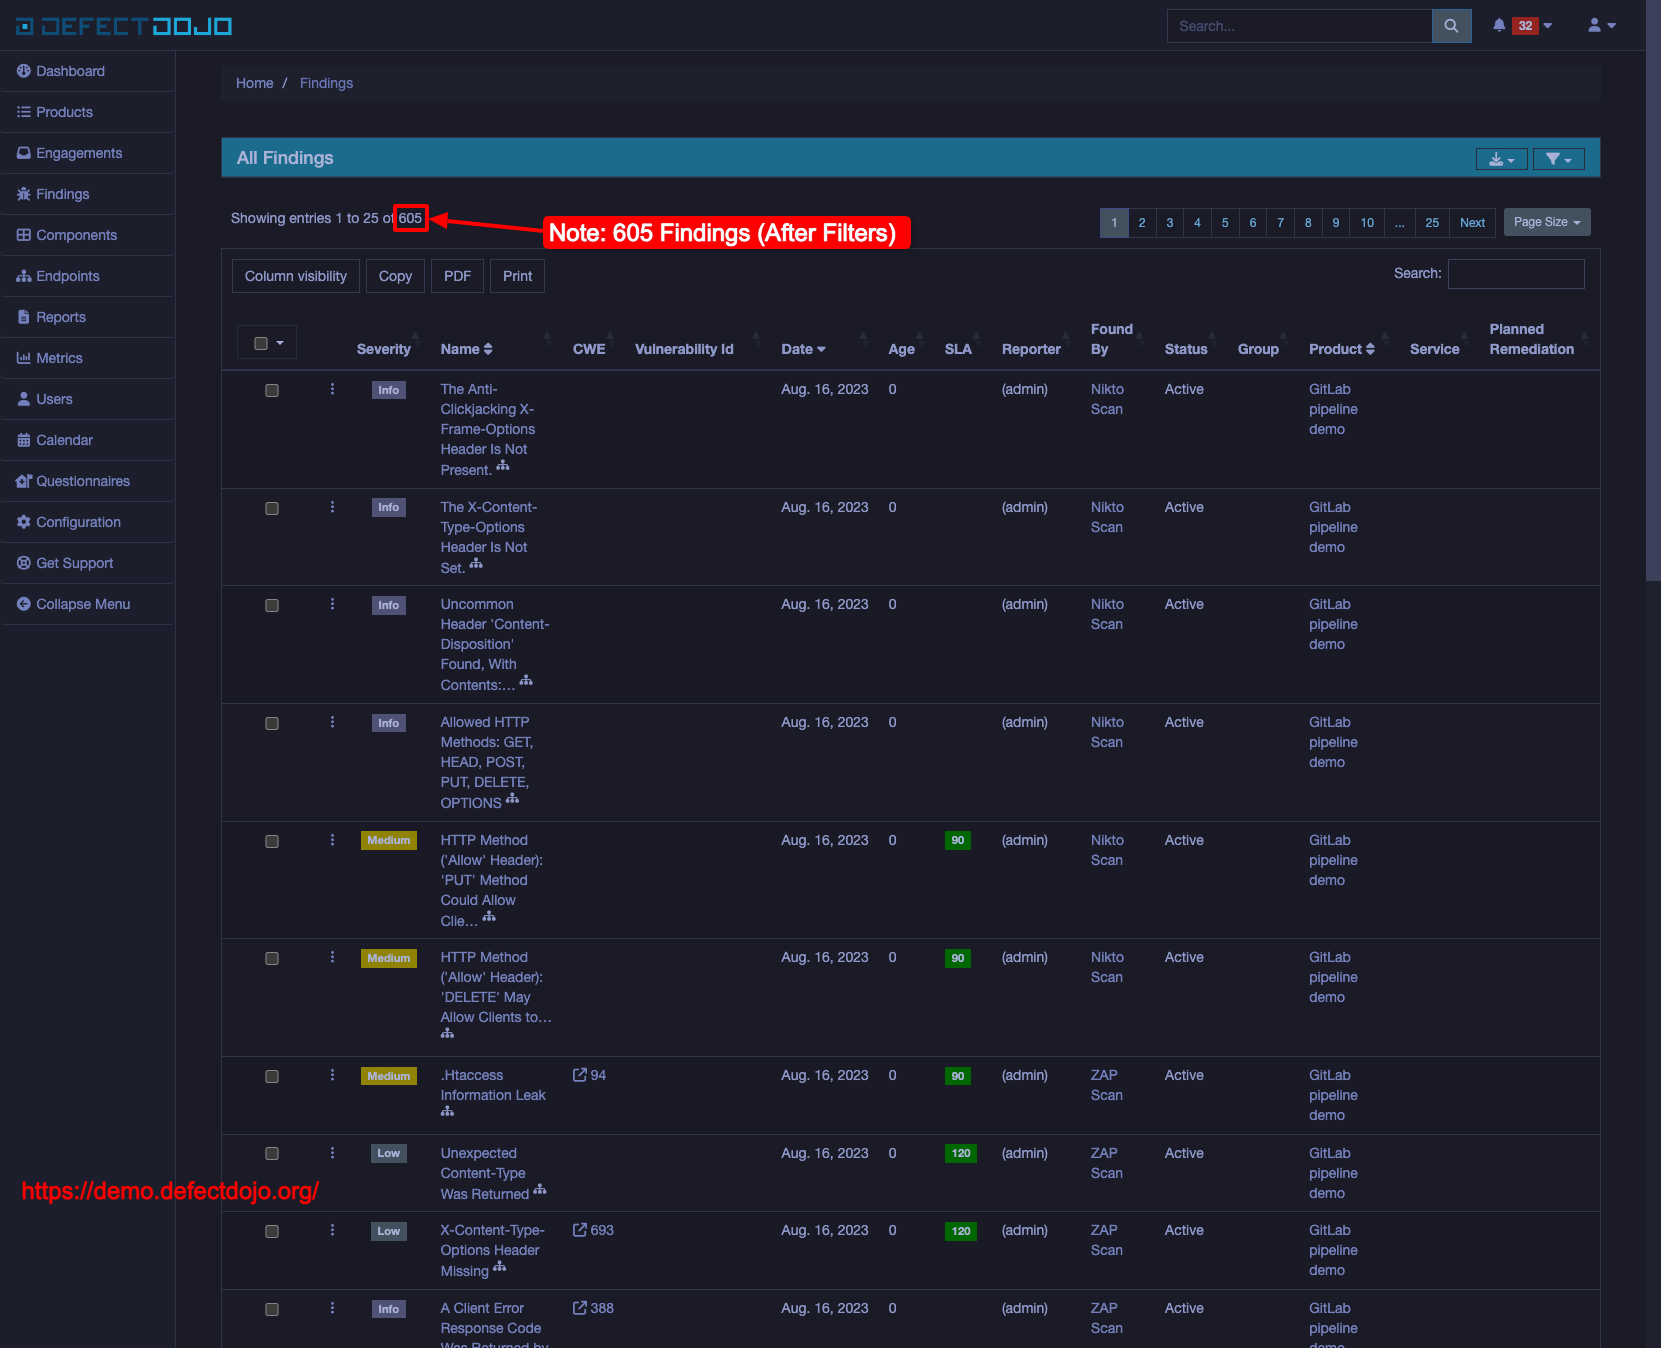 DEFECTDOJO
Search...
32
Dashboard
Products
Engagements
Findings
Components
Endpoints
Reports
Metrics
Users
Calendar
Questionnaires
Configuration
Get Support
Collapse Menu
Home / Findings
All Findings
Showing entries 1 to 25 of 605
Note: 605 Findings (After Filters)
1 2 3 4 5 6 7 8 9 10 ... 25 Next
Page Size
Column visibility Copy PDF Print
Search:
Severity Name CWE Vulnerability Id Date Age SLA Reporter Found By Status Group Product Service Planned Remediation
Info
The Anti-
Clickjacking X-
Frame-Options
Header Is Not
Present.
Aug. 16, 2023 0 (admin)
Nikto
Scan
Active
GitLab
pipeline
demo
Info
The X-Content-
Type-Options
Header Is Not
Set.
Aug. 16, 2023 0 (admin)
Nikto
Scan
Active
GitLab
pipeline
demo
Info
Uncommon
Header 'Content-
Disposition'
Found, With
Contents:...
Aug. 16, 2023 0 (admin)
Nikto
Scan
Active
GitLab
pipeline
demo
Info
Allowed HTTP
Methods: GET,
HEAD, POST,
PUT, DELETE,
OPTIONS
Aug. 16, 2023 0 (admin)
Nikto
Scan
Active
GitLab
pipeline
demo
Medium
HTTP Method
('Allow' Header):
'PUT' Method
Could Allow
Clie...
Aug. 16, 2023 0 90 (admin)
Nikto
Scan
Active
GitLab
pipeline
demo
Medium
HTTP Method
('Allow' Header):
'DELETE' May
Allow Clients to...
Aug. 16, 2023 0 90 (admin)
Nikto
Scan
Active
GitLab
pipeline
demo
Medium
.Htaccess
Information Leak
94
Aug. 16, 2023 0 90 (admin)
ZAP
Scan
Active
GitLab
pipeline
demo
Low
Unexpected
Content-Type
Was Returned
Aug. 16, 2023 0 120 (admin)
ZAP
Scan
Active
GitLab
pipeline
demo
https://demo.defectdojo.org/
Low
X-Content-Type-
Options Header
Missing
693
Aug. 16, 2023 0 120 (admin)
ZAP
Scan
Active
GitLab
pipeline
demo
Info
A Client Error
Response Code
Was Returned by
388
Aug. 16, 2023 0 (admin)
ZAP
Scan
Active
GitLab
pipeline
demo